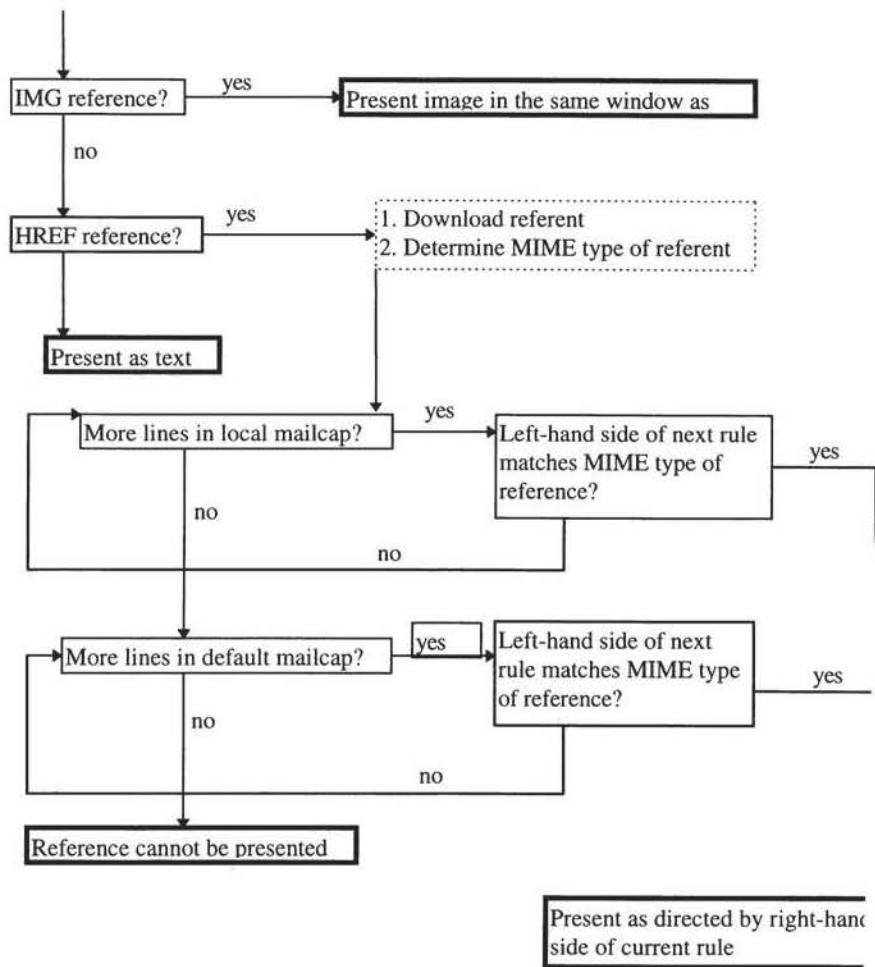 yes
IMG reference?
Present image in the same window as
no
yes
HREF reference?
1. Download referent
2. Determine MIME type of referent
Present as text
yes
More lines in local mailcap?
Left-hand side of next rule
matches MIME type of
reference?
yes
no
no
yes
More lines in default mailcap?
Left-hand side of next
rule matches MIME type
of reference?
yes
no
no
Reference cannot be presented
Present as directed by right-hand
side of current rule